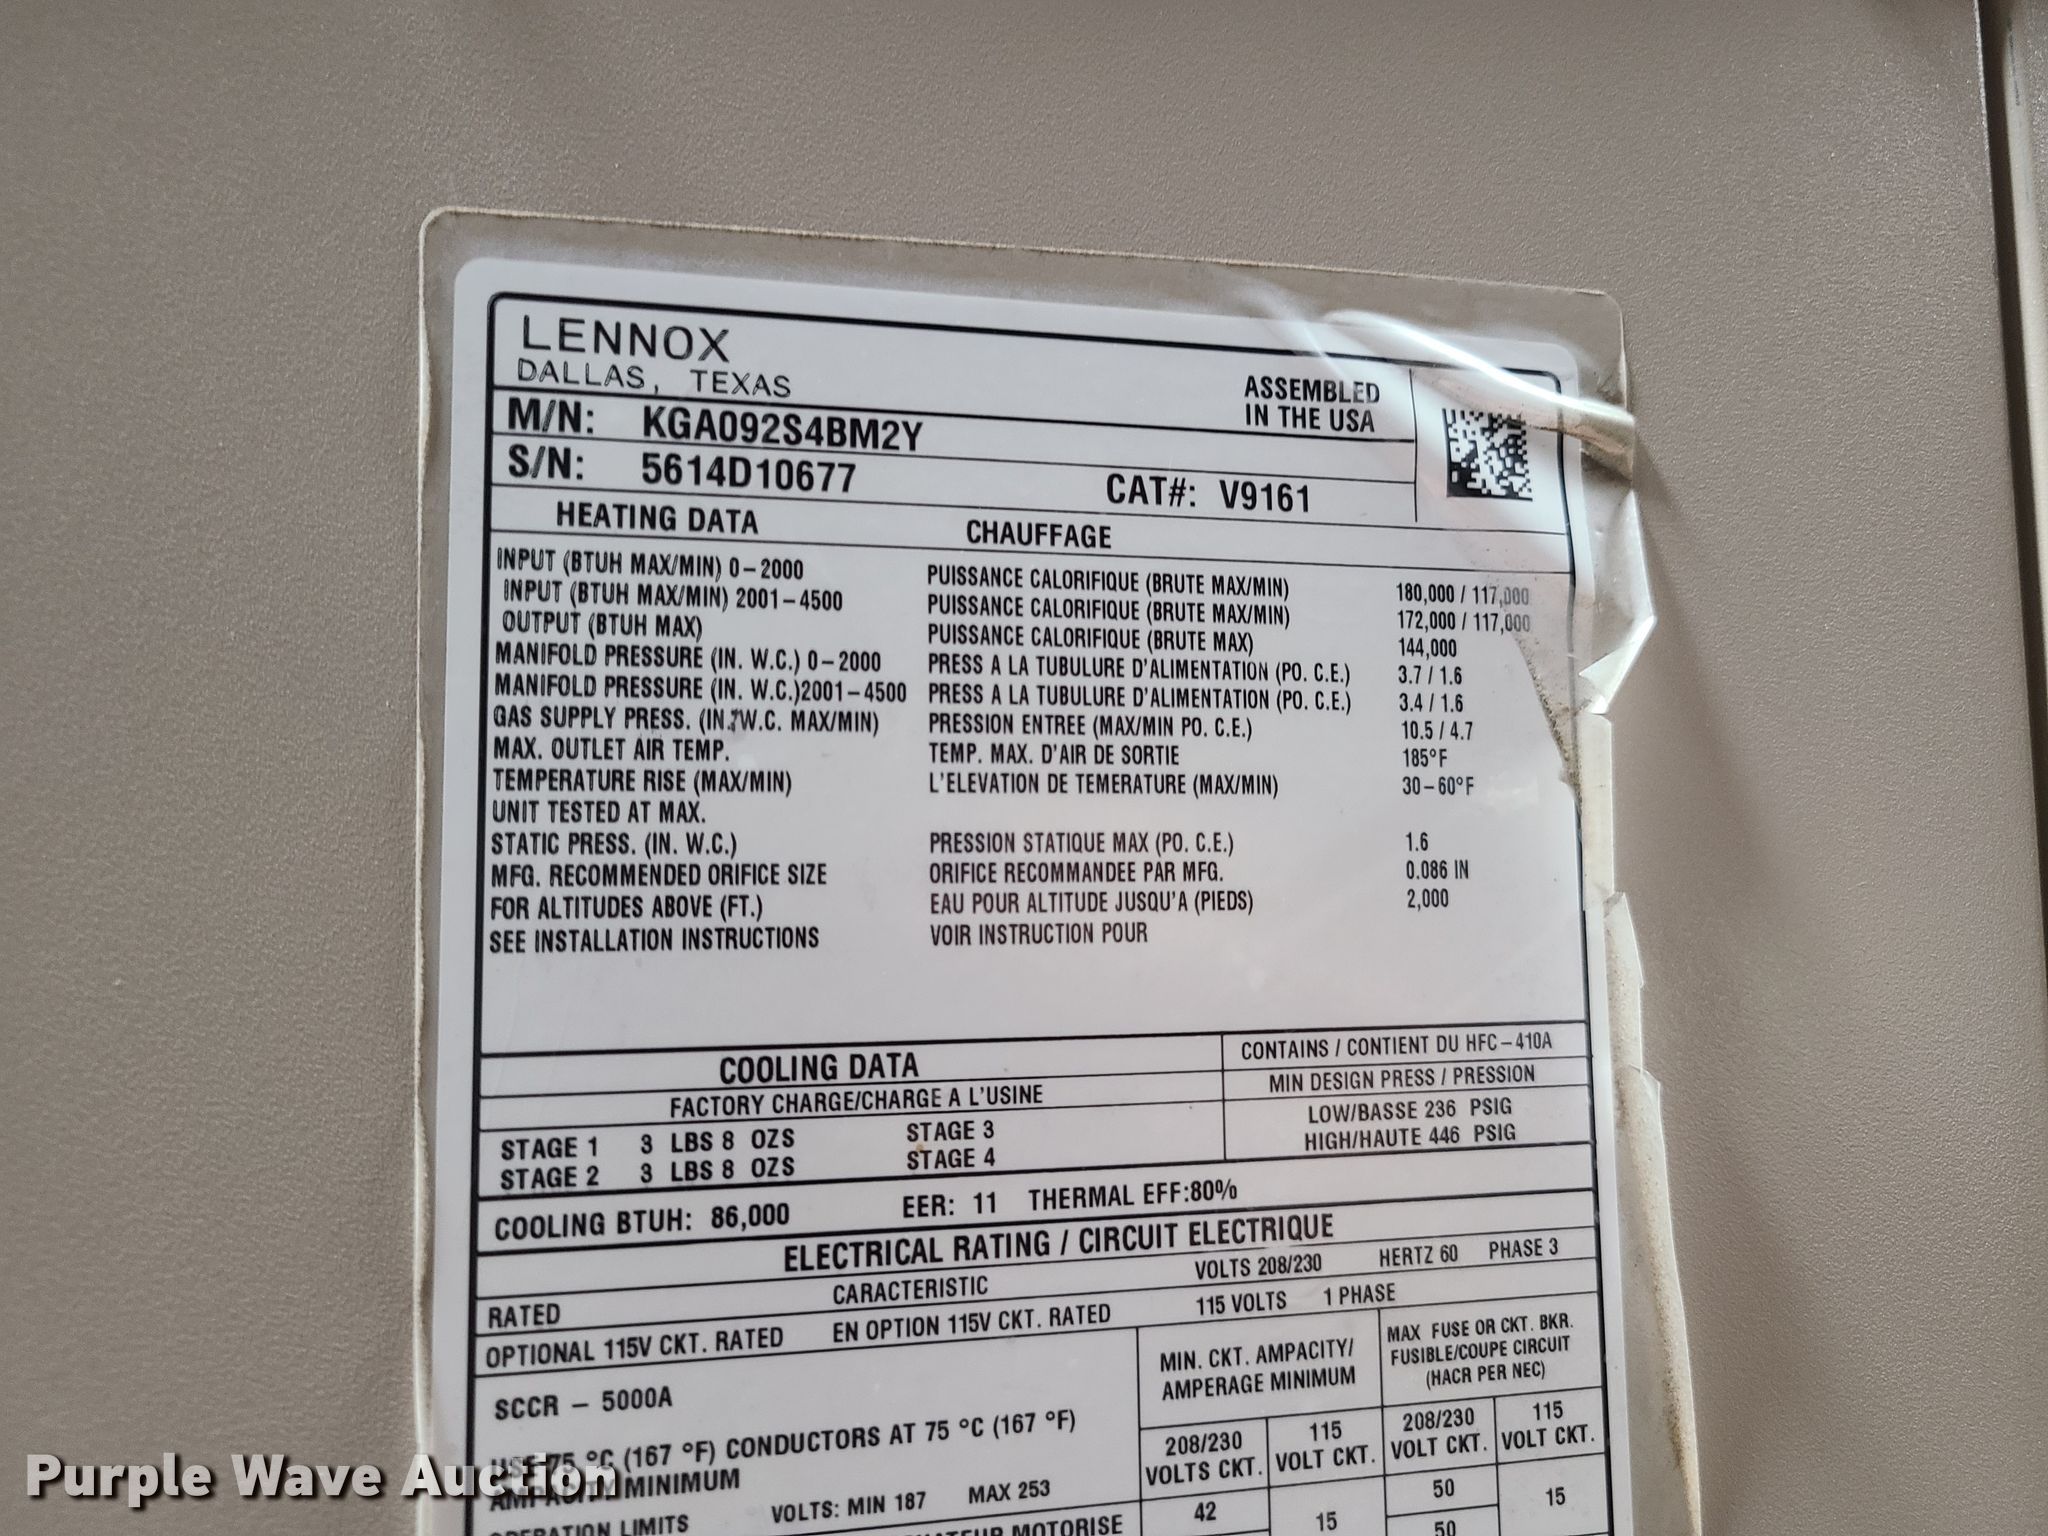 LENNOX
DALLAS, TEXAS
ASSEMBLED
IN THE USA
M/N: KGA092S4BM2Y
S/N: 5614D10677 CAT#: V9161
HEATING DATA CHAUFFAGE
INPUT (BTUH MAX/MIN) 0-2000 PUISSANCE CALORIFIQUE (BRUTE MAX/MIN) 180,000 / 117,000
INPUT (BTUH MAX/MIN) 2001-4500 PUISSANCE CALORIFIQUE (BRUTE MAX/MIN) 172,000 / 117,000
OUTPUT (BTUH MAX) PUISSANCE CALORIFIQUE (BRUTE MAX) 144,000
MANIFOLD PRESSURE (IN. W.C.) 0-2000 PRESS A LA TUBULURE D'ALIMENTATION (PO. C.E.) 3.7 / 1.6
MANIFOLD PRESSURE (IN. W.C.)2001-4500 PRESS A LA TUBULURE D'ALIMENTATION (PO. C.E.) 3.4 / 1.6
GAS SUPPLY PRESS. (IN. W.C. MAX/MIN) PRESSION ENTREE (MAX/MIN PO. C.E.) 10.5 / 4.7
MAX. OUTLET AIR TEMP. TEMP. MAX. D'AIR DE SORTIE 185°F
TEMPERATURE RISE (MAX/MIN) L'ELEVATION DE TEMERATURE (MAX/MIN) 30-60°F
UNIT TESTED AT MAX.
STATIC PRESS. (IN. W.C.) PRESSION STATIQUE MAX (PO. C.E.) 1.6
MFG. RECOMMENDED ORIFICE SIZE ORIFICE RECOMMANDEE PAR MFG. 0.086 IN
FOR ALTITUDES ABOVE (FT.) EAU POUR ALTITUDE JUSQU'A (PIEDS) 2,000
SEE INSTALLATION INSTRUCTIONS VOIR INSTRUCTION POUR
COOLING DATA CONTAINS / CONTIENT DU HFC-410A
FACTORY CHARGE/CHARGE A L'USINE MIN DESIGN PRESS / PRESSION
STAGE 1 3 LBS 8 OZS STAGE 3 LOW/BASSE 236 PSIG
STAGE 2 3 LBS 8 OZS STAGE 4 HIGH/HAUTE 446 PSIG
COOLING BTUH: 86,000 EER: 11 THERMAL EFF:80%
ELECTRICAL RATING / CIRCUIT ELECTRIQUE
RATED CARACTERISTIC VOLTS 208/230 HERTZ 60 PHASE 3
OPTIONAL 115V CKT. RATED EN OPTION 115V CKT. RATED 115 VOLTS 1 PHASE
SCCR - 5000A
MIN. CKT. AMPACITY/
AMPERAGE MINIMUM
MAX FUSE OR CKT. BKR.
FUSIBLE/COUPE CIRCUIT
(HACR PER NEC)
USE 75 °C (167 °F) CONDUCTORS AT 75 °C (167 °F)
AMPACITY MINIMUM
208/230
VOLTS CKT.
115
VOLT CKT.
208/230
VOLT CKT.
115
VOLT CKT.
OPERATION LIMITS VOLTS: MIN 187 MAX 253
42 15 50 15
MOTORISE 50
Purple Wave Auction